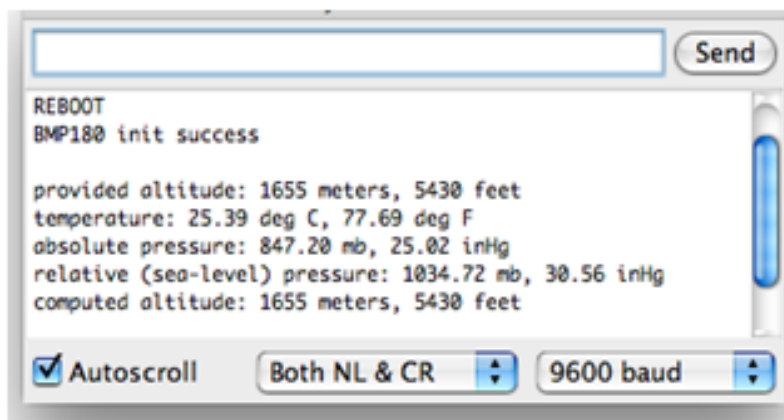 Send
REBOOT
BMP180 init success
provided altitude: 1655 meters, 5430 feet
temperature: 25.39 deg C, 77.69 deg F
absolute pressure: 847.20 mb, 25.02 inHg
relative (sea-level) pressure: 1034.72 mb, 30.56 inHg
computed altitude: 1655 meters, 5430 feet
Autoscroll Both NL & CR 9600 baud